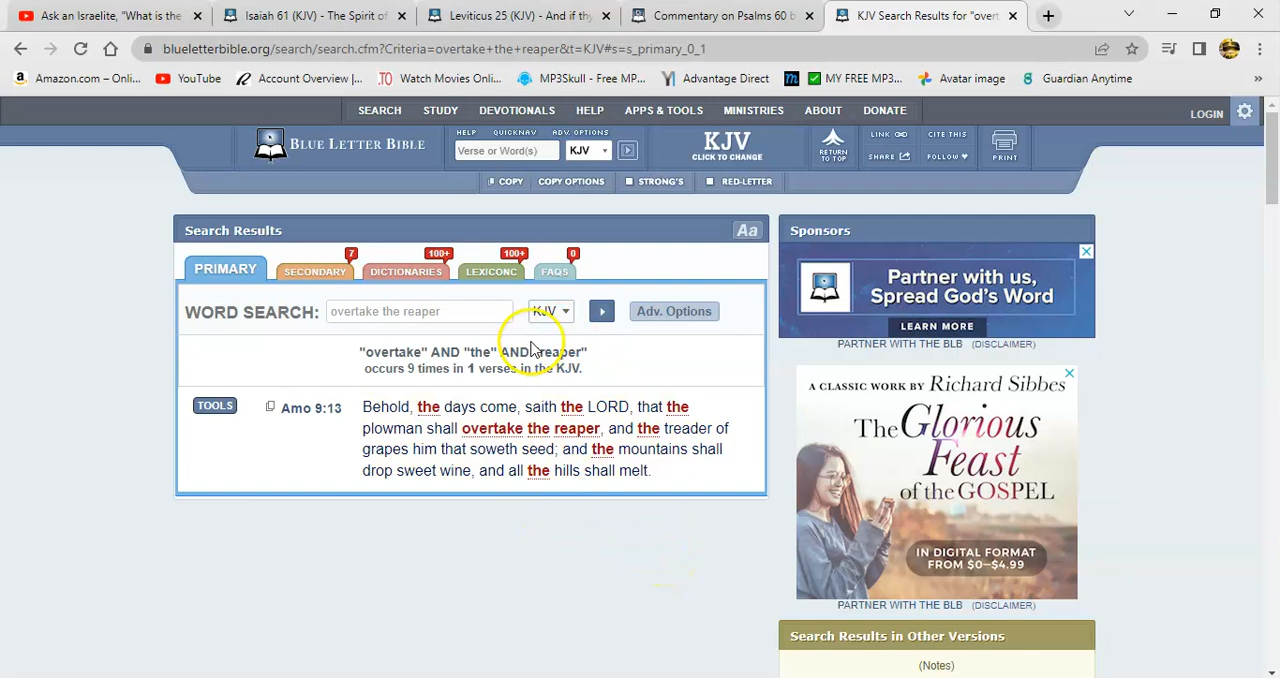 Ask an Israelite, "What is the
Isaiah 61 (KJV) - The Spirit of
Leviticus 25 (KJV) - And if thy
Commentary on Psalms 60 b
KJV Search Results for "overt
blueletterbible.org/search/search.cfm?Criteria=overtake+the+reaper&t=KJV#s=s_primary_0_1
Amazon.com – Onli...
YouTube
Account Overview |...
TO Watch Movies Onl...
MP3Skull - Free MP...
Advantage Direct
m ✅ MY FREE MP3...
Avatar image
Guardian Anytime
»
SEARCH STUDY DEVOTIONALS HELP APPS & TOOLS MINISTRIES ABOUT DONATE
LOGIN
BLUE LETTER BIBLE
HELP QUICKNAV ADV. OPTIONS
Verse or Word(s) KJV
KJV
CLICK TO CHANGE
RETURN
TO TOP
LINK CITE THIS
SHARE FOLLOW
PRINT
COPY COPY OPTIONS STRONG'S RED-LETTER
Search Results Aa
PRIMARY
SECONDARY 7
DICTIONARIES 100+
LEXICONC 100+
FAQS 0
WORD SEARCH: overtake the reaper KJV Adv. Options
"overtake" AND "the" AND "reaper"
occurs 9 times in 1 verses in the KJV.
TOOLS Amo 9:13 Behold, the days come, saith the LORD, that the
plowman shall overtake the reaper, and the treader of
grapes him that soweth seed; and the mountains shall
drop sweet wine, and all the hills shall melt.
Sponsors
Partner with us,
Spread God's Word
LEARN MORE
PARTNER WITH THE BLB (DISCLAIMER)
A CLASSIC WORK BY Richard Sibbes
The Glorious
Feast
of the GOSPEL
IN DIGITAL FORMAT
FROM $0–$4.99
PARTNER WITH THE BLB (DISCLAIMER)
Search Results in Other Versions
(Notes)